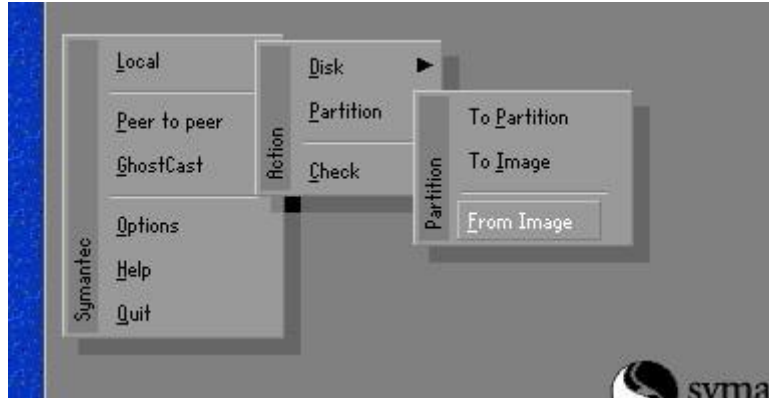 Local
Peer to peer
GhostCast
Options
Help
Quit
Symantec
Disk
Partition
Check
Action
To Partition
To Image
From Image
Partition
syma